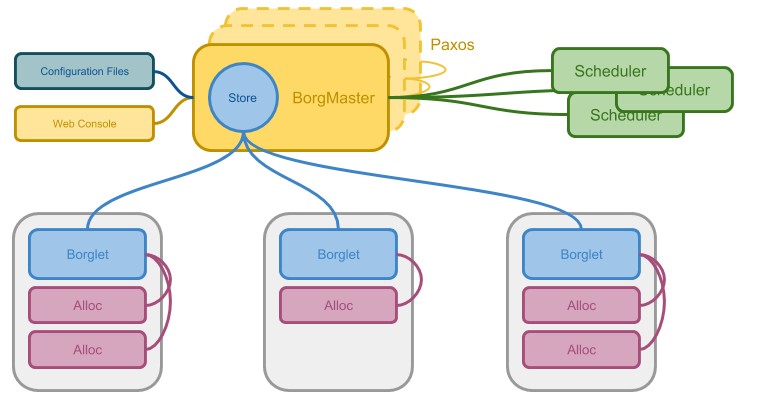 Paxos
Configuration Files
Web Console
Store
BorgMaster
Scheduler
Scheduler
Scheduler
Borglet
Alloc
Alloc
Borglet
Alloc
Borglet
Alloc
Alloc